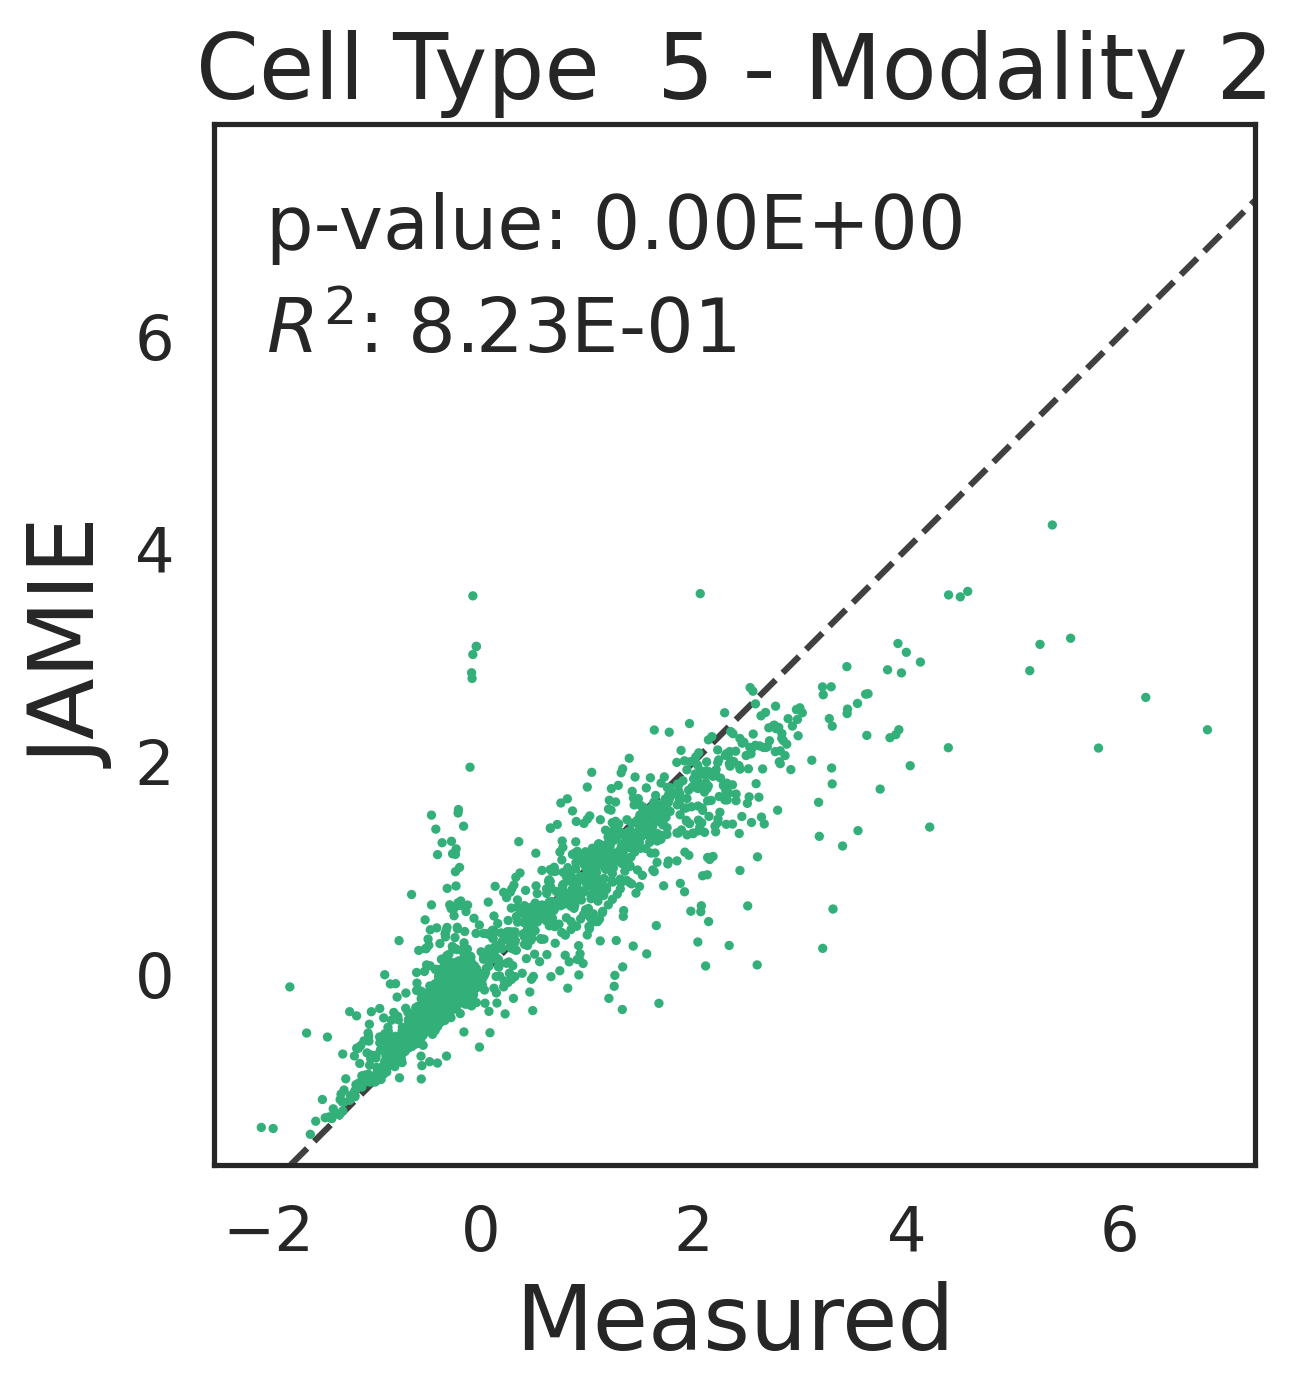 Cell Type  5 - Modality 2
p-value: 0.00E+00
R²: 8.23E-01
JAMIE
6
4
2
0
−2 0 2 4 6
Measured